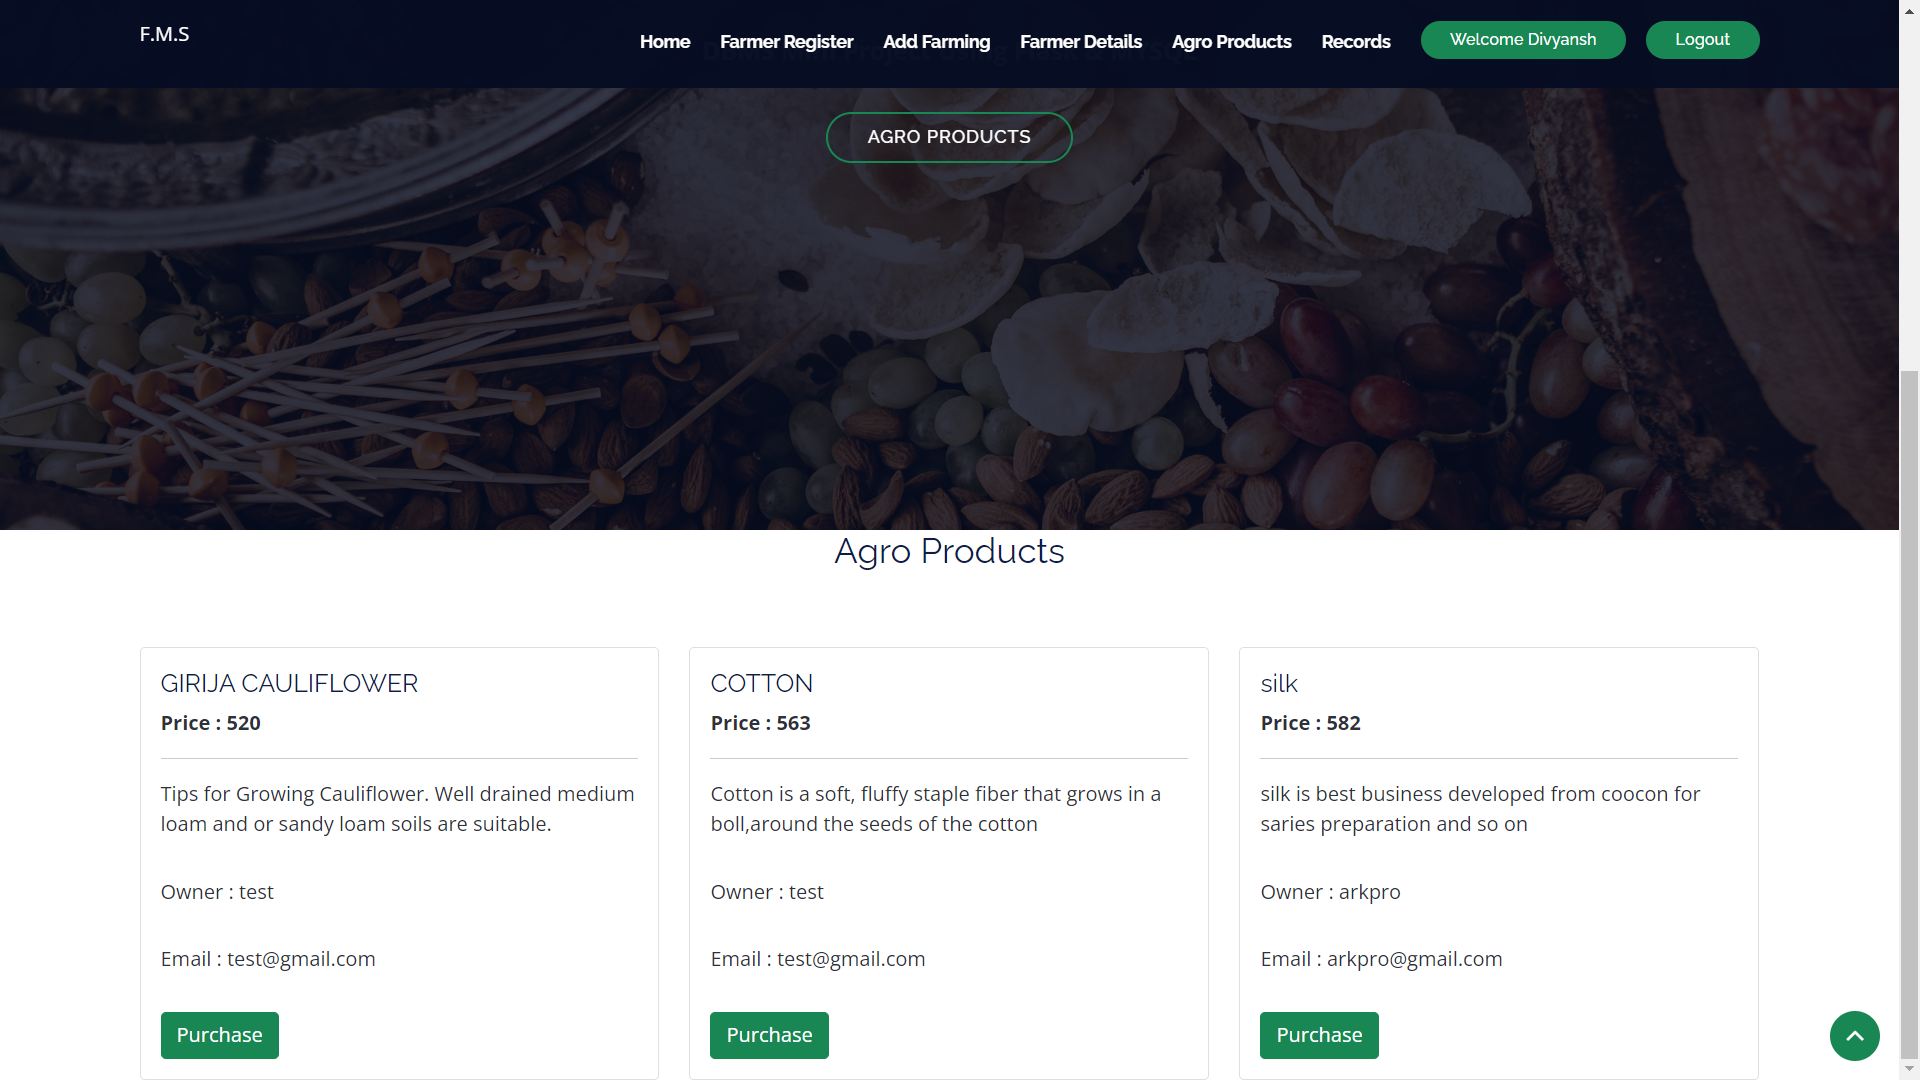 F.M.S
Home Farmer Register Add Farming Farmer Details Agro Products Records Welcome Divyansh Logout
AGRO PRODUCTS
Agro Products
GIRIJA CAULIFLOWER
Price : 520
Tips for Growing Cauliflower. Well drained medium
loam and or sandy loam soils are suitable.
Owner : test
Email : test@gmail.com
Purchase
COTTON
Price : 563
Cotton is a soft, fluffy staple fiber that grows in a
boll,around the seeds of the cotton
Owner : test
Email : test@gmail.com
Purchase
silk
Price : 582
silk is best business developed from coocon for
saries preparation and so on
Owner : arkpro
Email : arkpro@gmail.com
Purchase